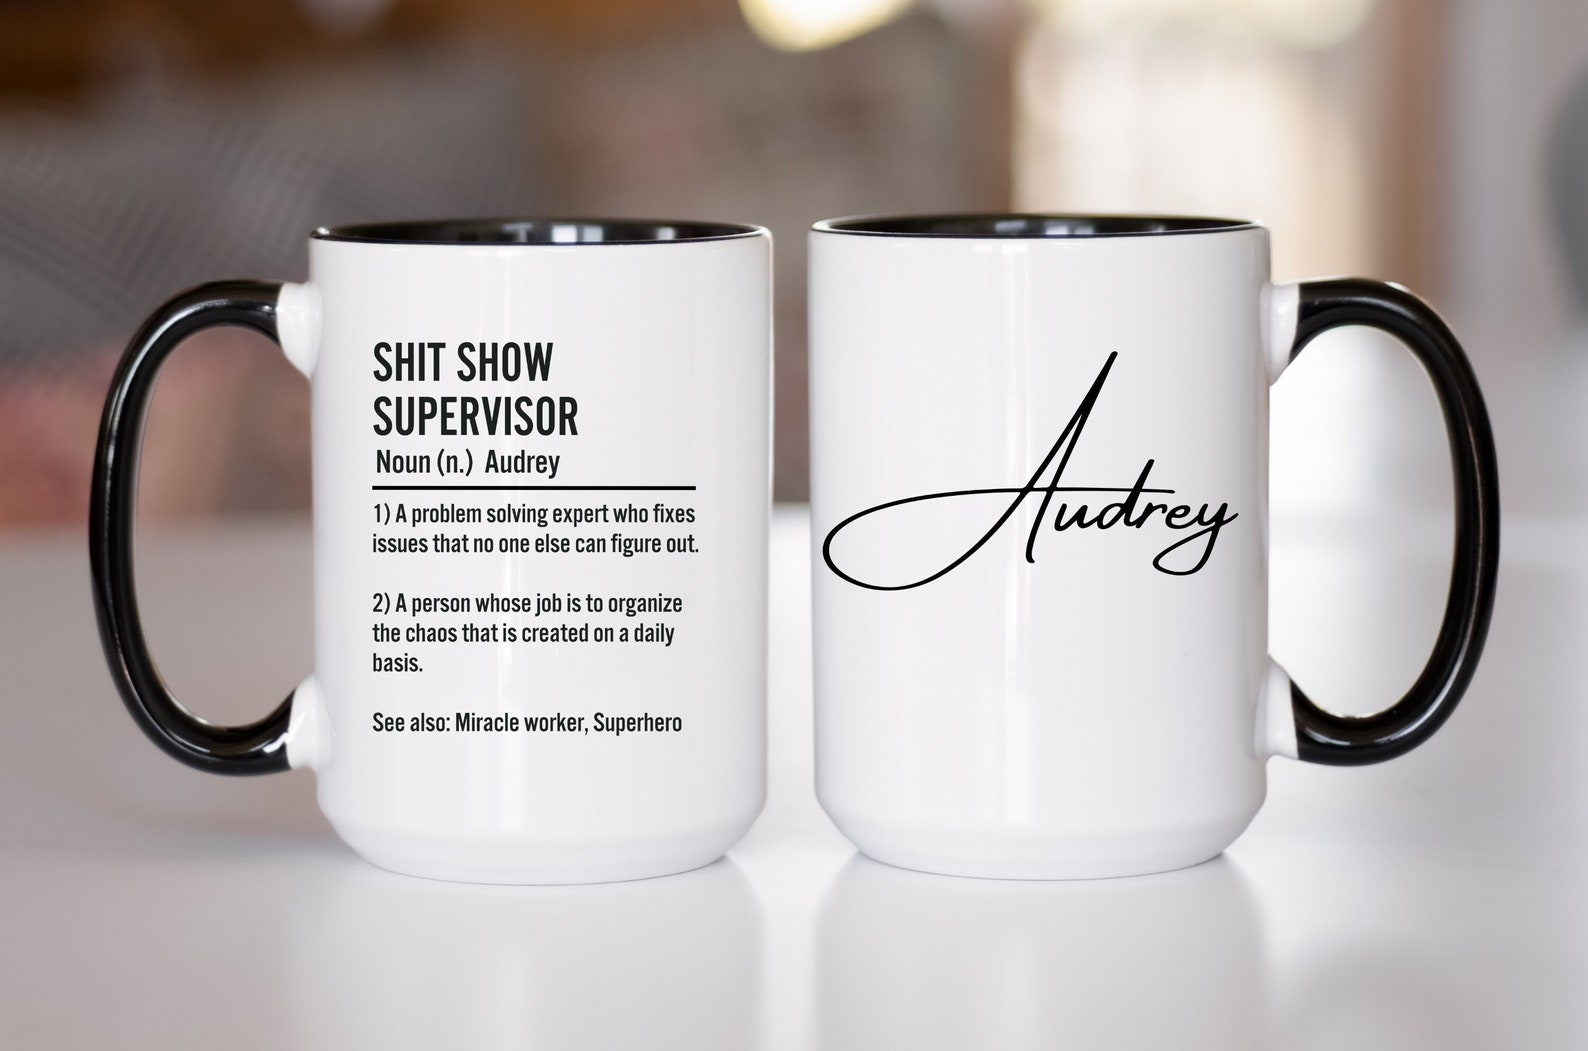 SHIT SHOW
SUPERVISOR
Noun (n.) Audrey
1) A problem solving expert who fixes
issues that no one else can figure out.
2) A person whose job is to organize
the chaos that is created on a daily
basis.
See also: Miracle worker, Superhero
Audrey